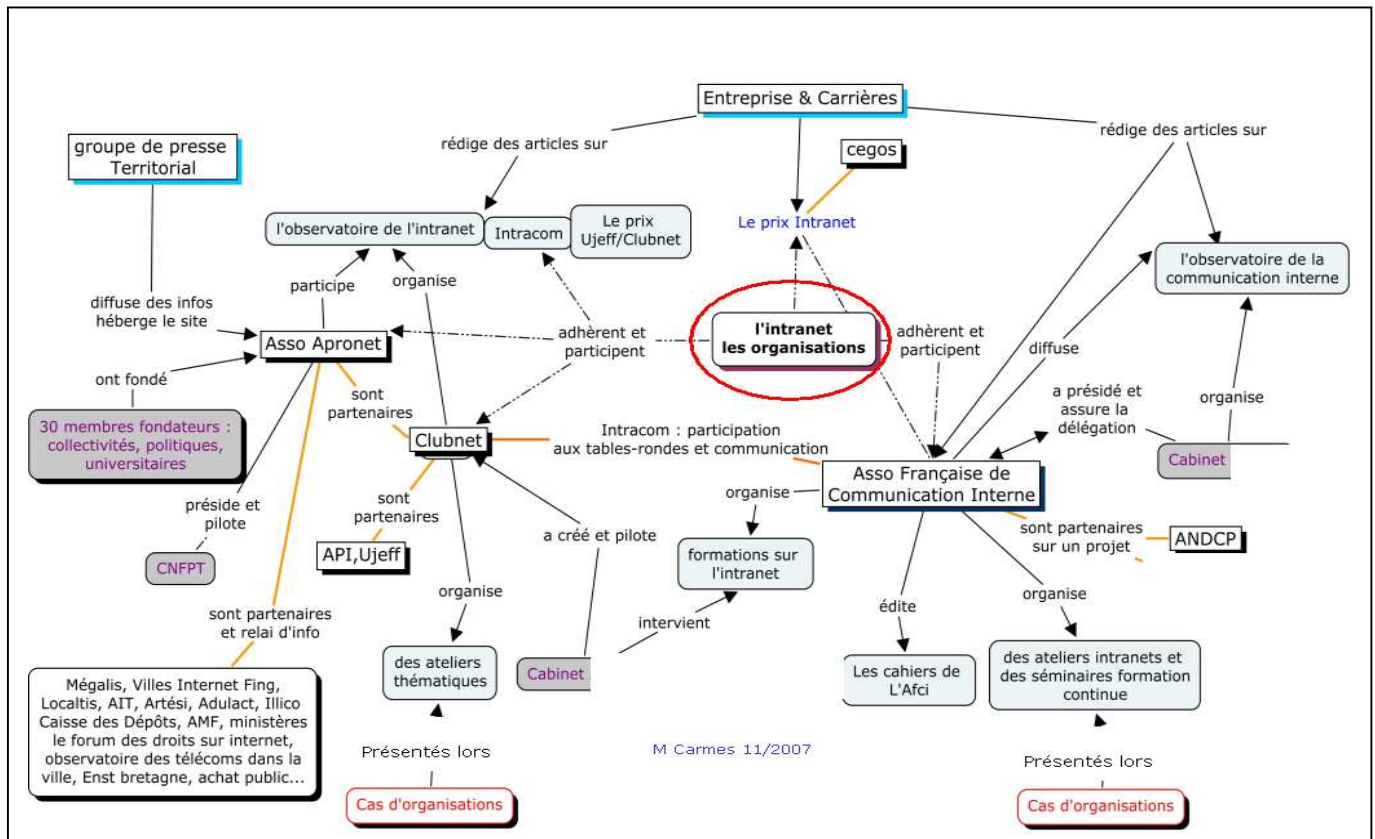 Entreprise & Carrières
rédige des articles sur
rédige des articles sur
groupe de presse
Territorial
cegos
l'observatoire de l'intranet
Intracom
Le prix
Ujeff/Clubnet
Le prix Intranet
l'observatoire de la
communication interne
participe
organise
diffuse des infos
héberge le site
Asso Apronet
adhèrent et
participent
l'intranet
les organisations
adhèrent et
participent
diffuse
ont fondé
sont
partenaires
a présidé et
assure la
délégation
organise
30 membres fondateurs :
collectivités, politiques,
universitaires
Clubnet
Intracom : participation
aux tables-rondes et communication
Cabinet
Asso Française de
Communication Interne
préside et
pilote
sont
partenaires
organise
a créé et pilote
sont partenaires
sur un projet
ANDCP
CNFPT
API,Ujeff
formations sur
l'intranet
organise
édite
organise
sont partenaires
et relai d'info
intervient
des ateliers
thématiques
Cabinet
Les cahiers de
L'Afci
des ateliers intranets et
des séminaires formation
continue
Mégalis, Villes Internet Fing,
Localtis, AIT, Artési, Adulact, Illico
Caisse des Dépôts, AMF, ministères
le forum des droits sur internet,
observatoire des télécoms dans la
ville, Enst bretagne, achat public...
Présentés lors
M Carmes 11/2007
Présentés lors
Cas d'organisations
Cas d'organisations